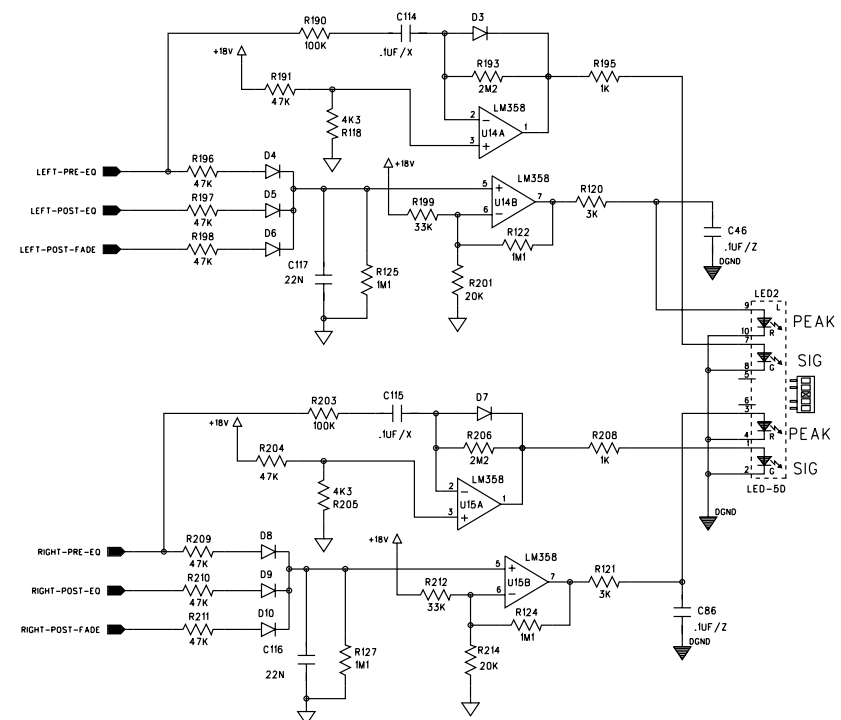 R190
100K
C114
.1UF/X
D3
+18V
R191
47K
R193
2M2
R195
1K
4K3
R118
LM358
2
3
1
U14A
LEFT-PRE-EQ
R196
47K
D4
+18V
LM358
5
6
7
U14B
LEFT-POST-EQ
R197
47K
D5
R199
33K
R120
3K
LEFT-POST-FADE
R198
47K
D6
R122
1M1
C46
.1UF/Z
DGND
C117
22N
R125
1M1
R201
20K
LED2
L
9
R
PEAK
10
7
G
SIG
8
5
6
3
R
PEAK
4
1
G
SIG
2
LED-5D
DGND
R203
100K
C115
.1UF/X
D7
+18V
R204
47K
R206
2M2
R208
1K
4K3
R205
LM358
2
3
1
U15A
RIGHT-PRE-EQ
R209
47K
D8
+18V
LM358
5
6
7
U15B
RIGHT-POST-EQ
R210
47K
D9
R212
33K
R121
3K
RIGHT-POST-FADE
R211
47K
D10
R124
1M1
C86
.1UF/Z
DGND
C116
22N
R127
1M1
R214
20K